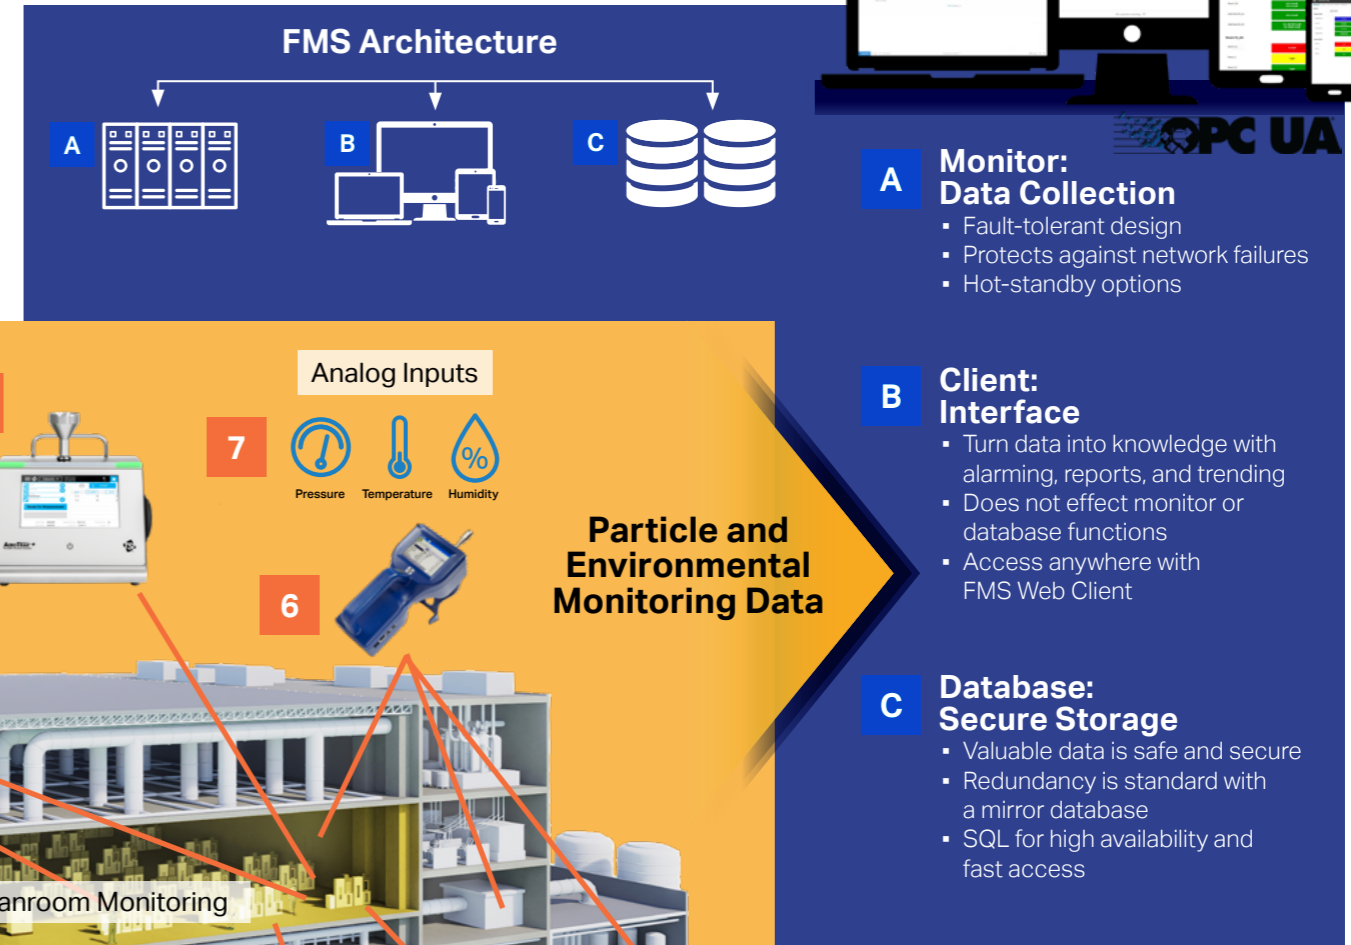 FMS Architecture
A
B
C
OPC UA
A
Monitor:
Data Collection
▪ Fault-tolerant design
▪ Protects against network failures
▪ Hot-standby options
Analog Inputs
7
Pressure
Temperature
Humidity
%
6
Particle and
Environmental
Monitoring Data
B
Client:
Interface
▪ Turn data into knowledge with
alarming, reports, and trending
▪ Does not effect monitor or
database functions
▪ Access anywhere with
FMS Web Client
C
Database:
Secure Storage
▪ Valuable data is safe and secure
▪ Redundancy is standard with
a mirror database
▪ SQL for high availability and
fast access
anroom Monitoring